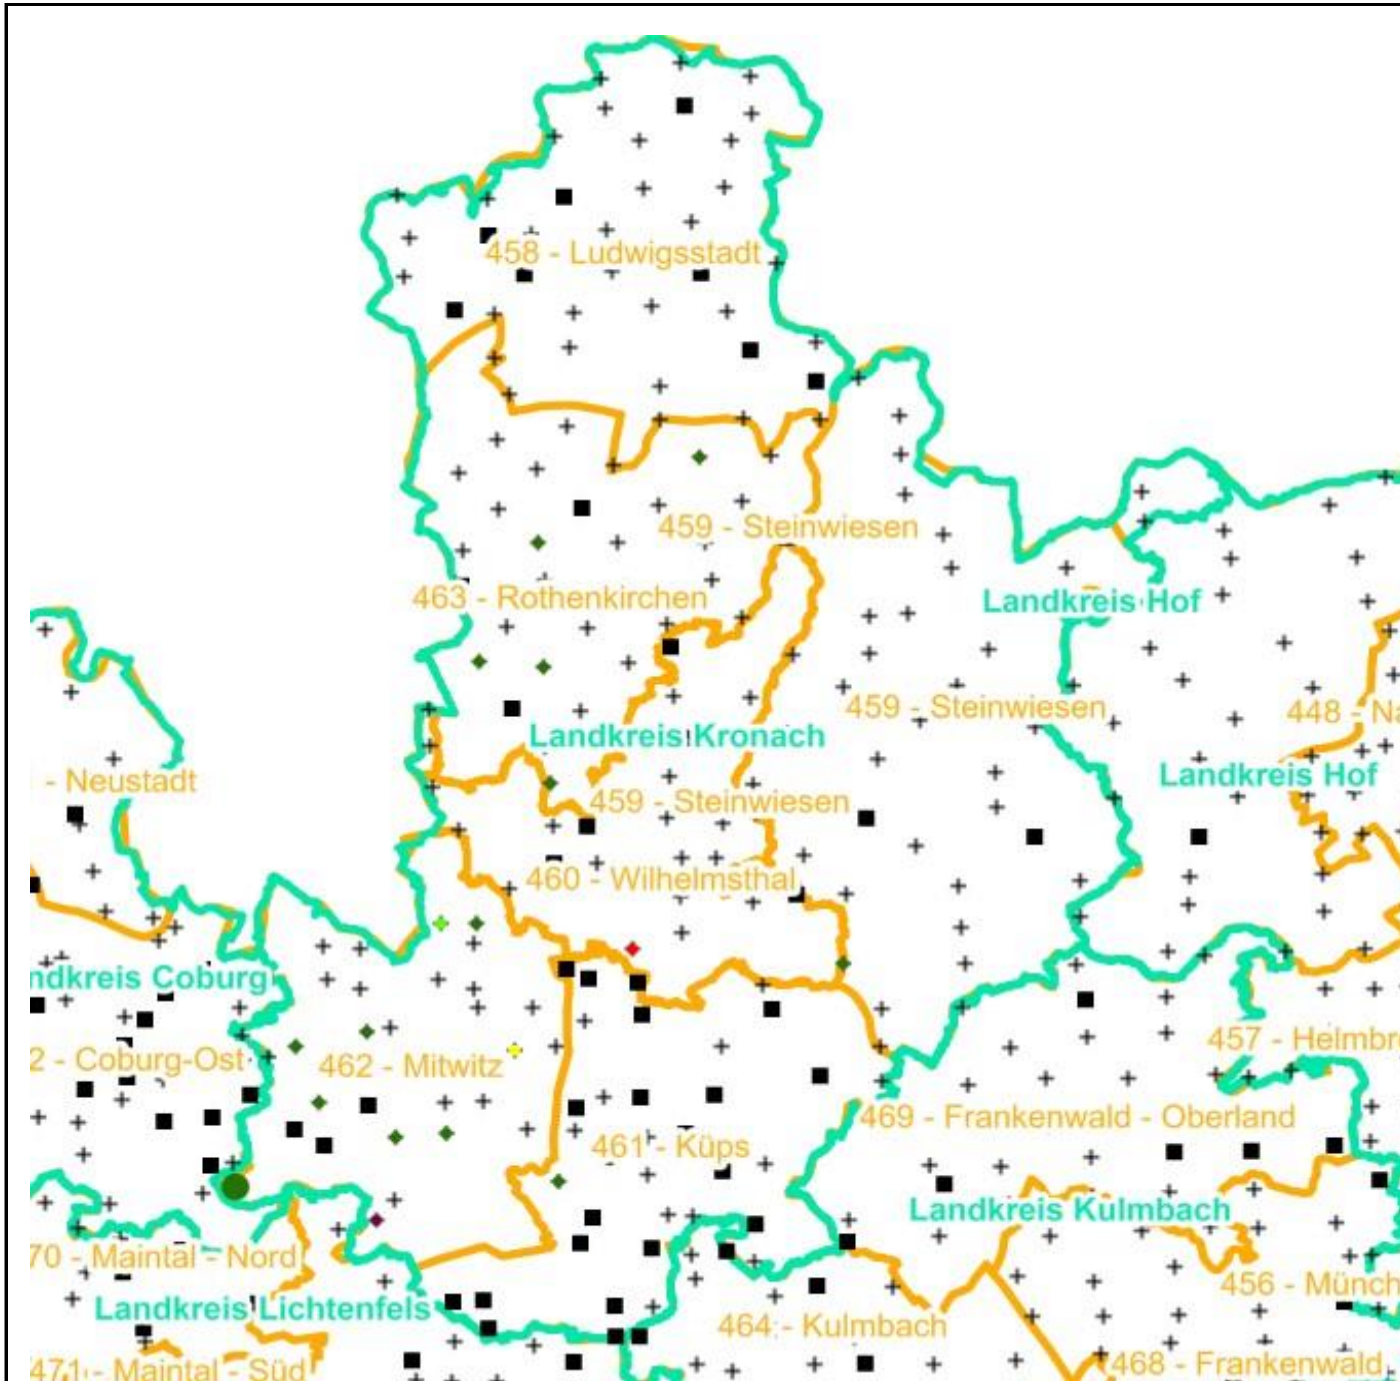 458 - Ludwigsstadt
459 - Steinwiesen
463 - Rothenkirchen
Landkreis Hof
459 - Steinwiesen
448 - Na
Landkreis Kronach
- Neustadt
Landkreis Hof
459 - Steinwiesen
460 - Wilhelmsthal
ndkreis Coburg
2 - Coburg-Ost
462 - Mitwitz
457 - Helmbr
469 - Frankenwald - Oberland
461 - Küps
Landkreis Kulmbach
70 - Maintal - Nord
456 - Münch
Landkreis Lichtenfels
464 - Kulmbach
471 - Maintal - Süd
468 - Frankenwald